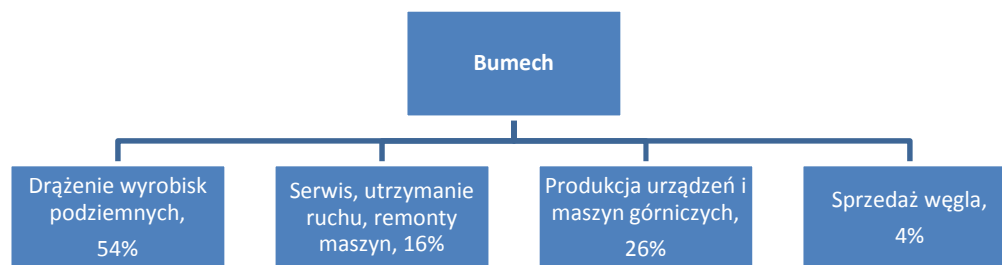 Bumech
Drążenie wyrobisk
podziemnych,
54%
Serwis, utrzymanie
ruchu, remonty
maszyn, 16%
Produkcja urządzeń i
maszyn górniczych,
26%
Sprzedaż węgla,
4%